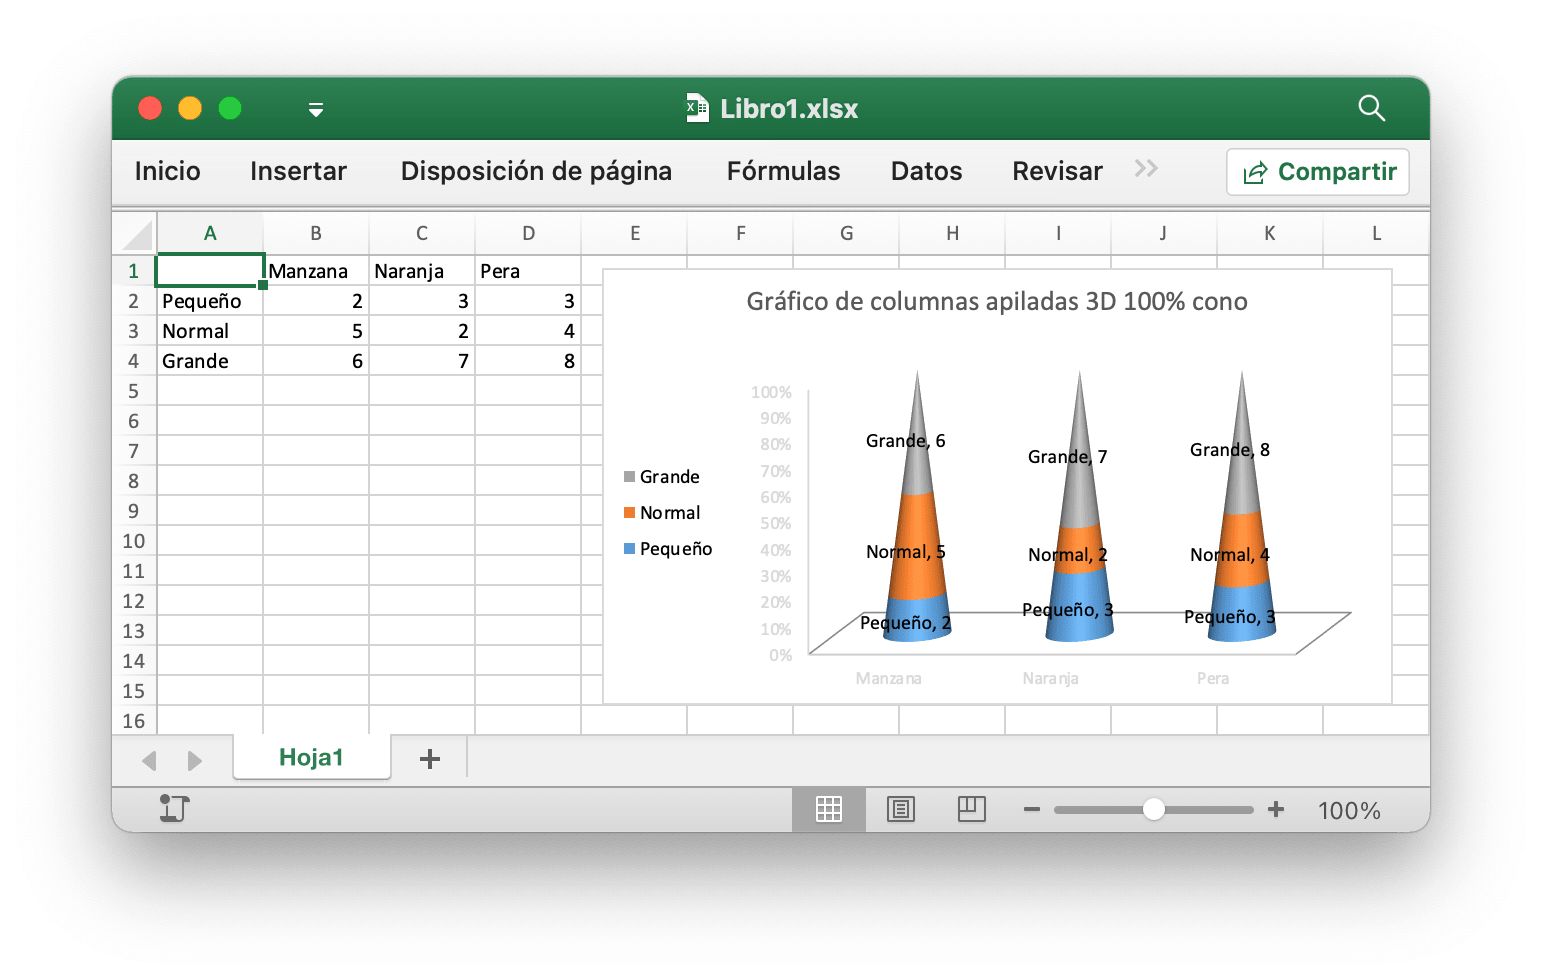 Libro1.xlsx
Inicio Insertar Disposición de página Fórmulas Datos Revisar Compartir
A B C D E F G H I J K L
1 Manzana Naranja Pera
2 Pequeño 2 3 3
3 Normal 5 2 4
4 Grande 6 7 8
5
6
7
8
9
10
11
12
13
14
15
16
Gráfico de columnas apiladas 3D 100% cono
100%
90%
80%
70%
60%
50%
40%
30%
20%
10%
0%
Grande
Normal
Pequeño
Grande, 6
Normal, 5
Pequeño, 2
Grande, 7
Normal, 2
Pequeño, 3
Grande, 8
Normal, 4
Pequeño, 3
Manzana Naranja Pera
Hoja1
100%